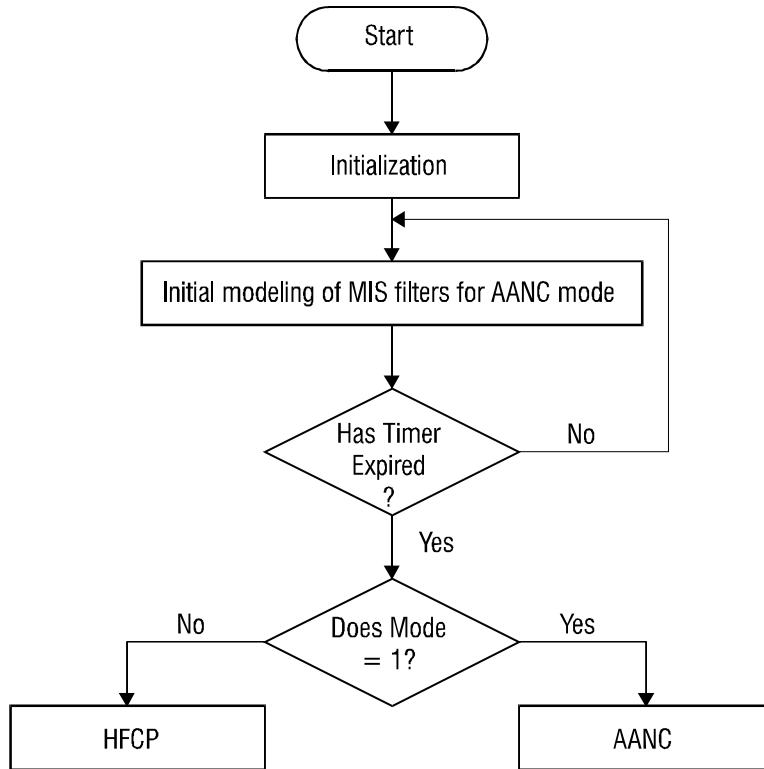 Start
Initialization
Initial modeling of MIS filters for AANC mode
Has Timer
Expired
?
No
Yes
Does Mode
= 1?
No
Yes
HFCP
AANC